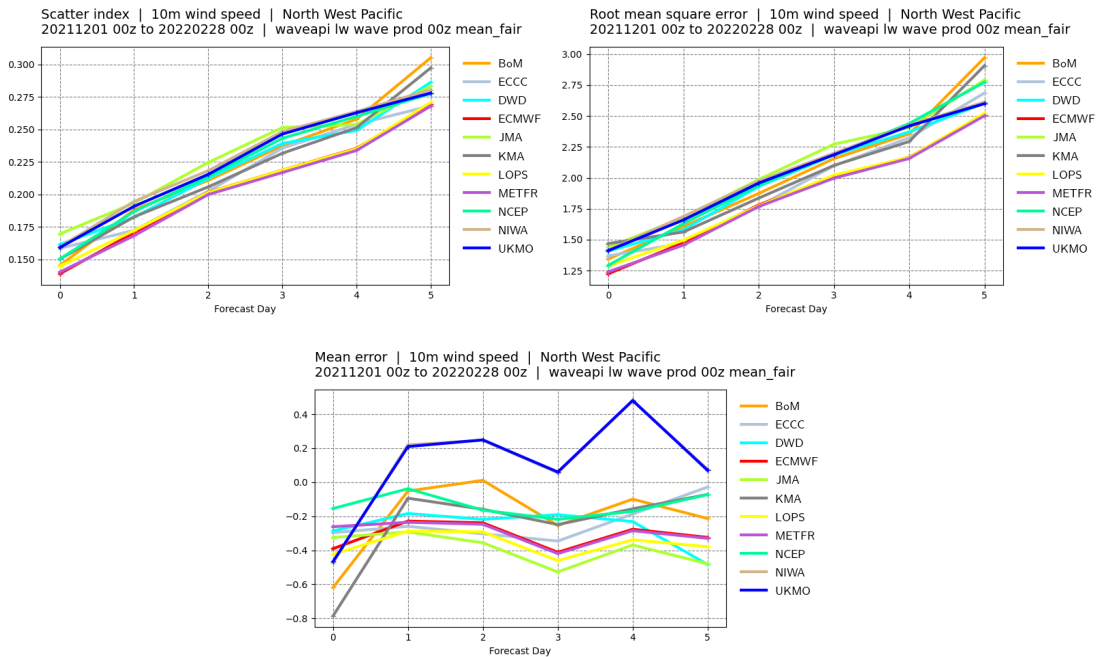 Scatter index | 10m wind speed | North West Pacific
20211201 00z to 20220228 00z | waveapi lw wave prod 00z mean_fair
0.300
0.275
0.250
0.225
0.200
0.175
0.150
0 1 2 3 4 5
Forecast Day
BoM
ECCC
DWD
ECMWF
JMA
KMA
LOPS
METFR
NCEP
NIWA
UKMO
Root mean square error | 10m wind speed | North West Pacific
20211201 00z to 20220228 00z | waveapi lw wave prod 00z mean_fair
3.00
2.75
2.50
2.25
2.00
1.75
1.50
1.25
0 1 2 3 4 5
Forecast Day
BoM
ECCC
DWD
ECMWF
JMA
KMA
LOPS
METFR
NCEP
NIWA
UKMO
Mean error | 10m wind speed | North West Pacific
20211201 00z to 20220228 00z | waveapi lw wave prod 00z mean_fair
0.4
0.2
0.0
−0.2
−0.4
−0.6
−0.8
0 1 2 3 4 5
Forecast Day
BoM
ECCC
DWD
ECMWF
JMA
KMA
LOPS
METFR
NCEP
NIWA
UKMO